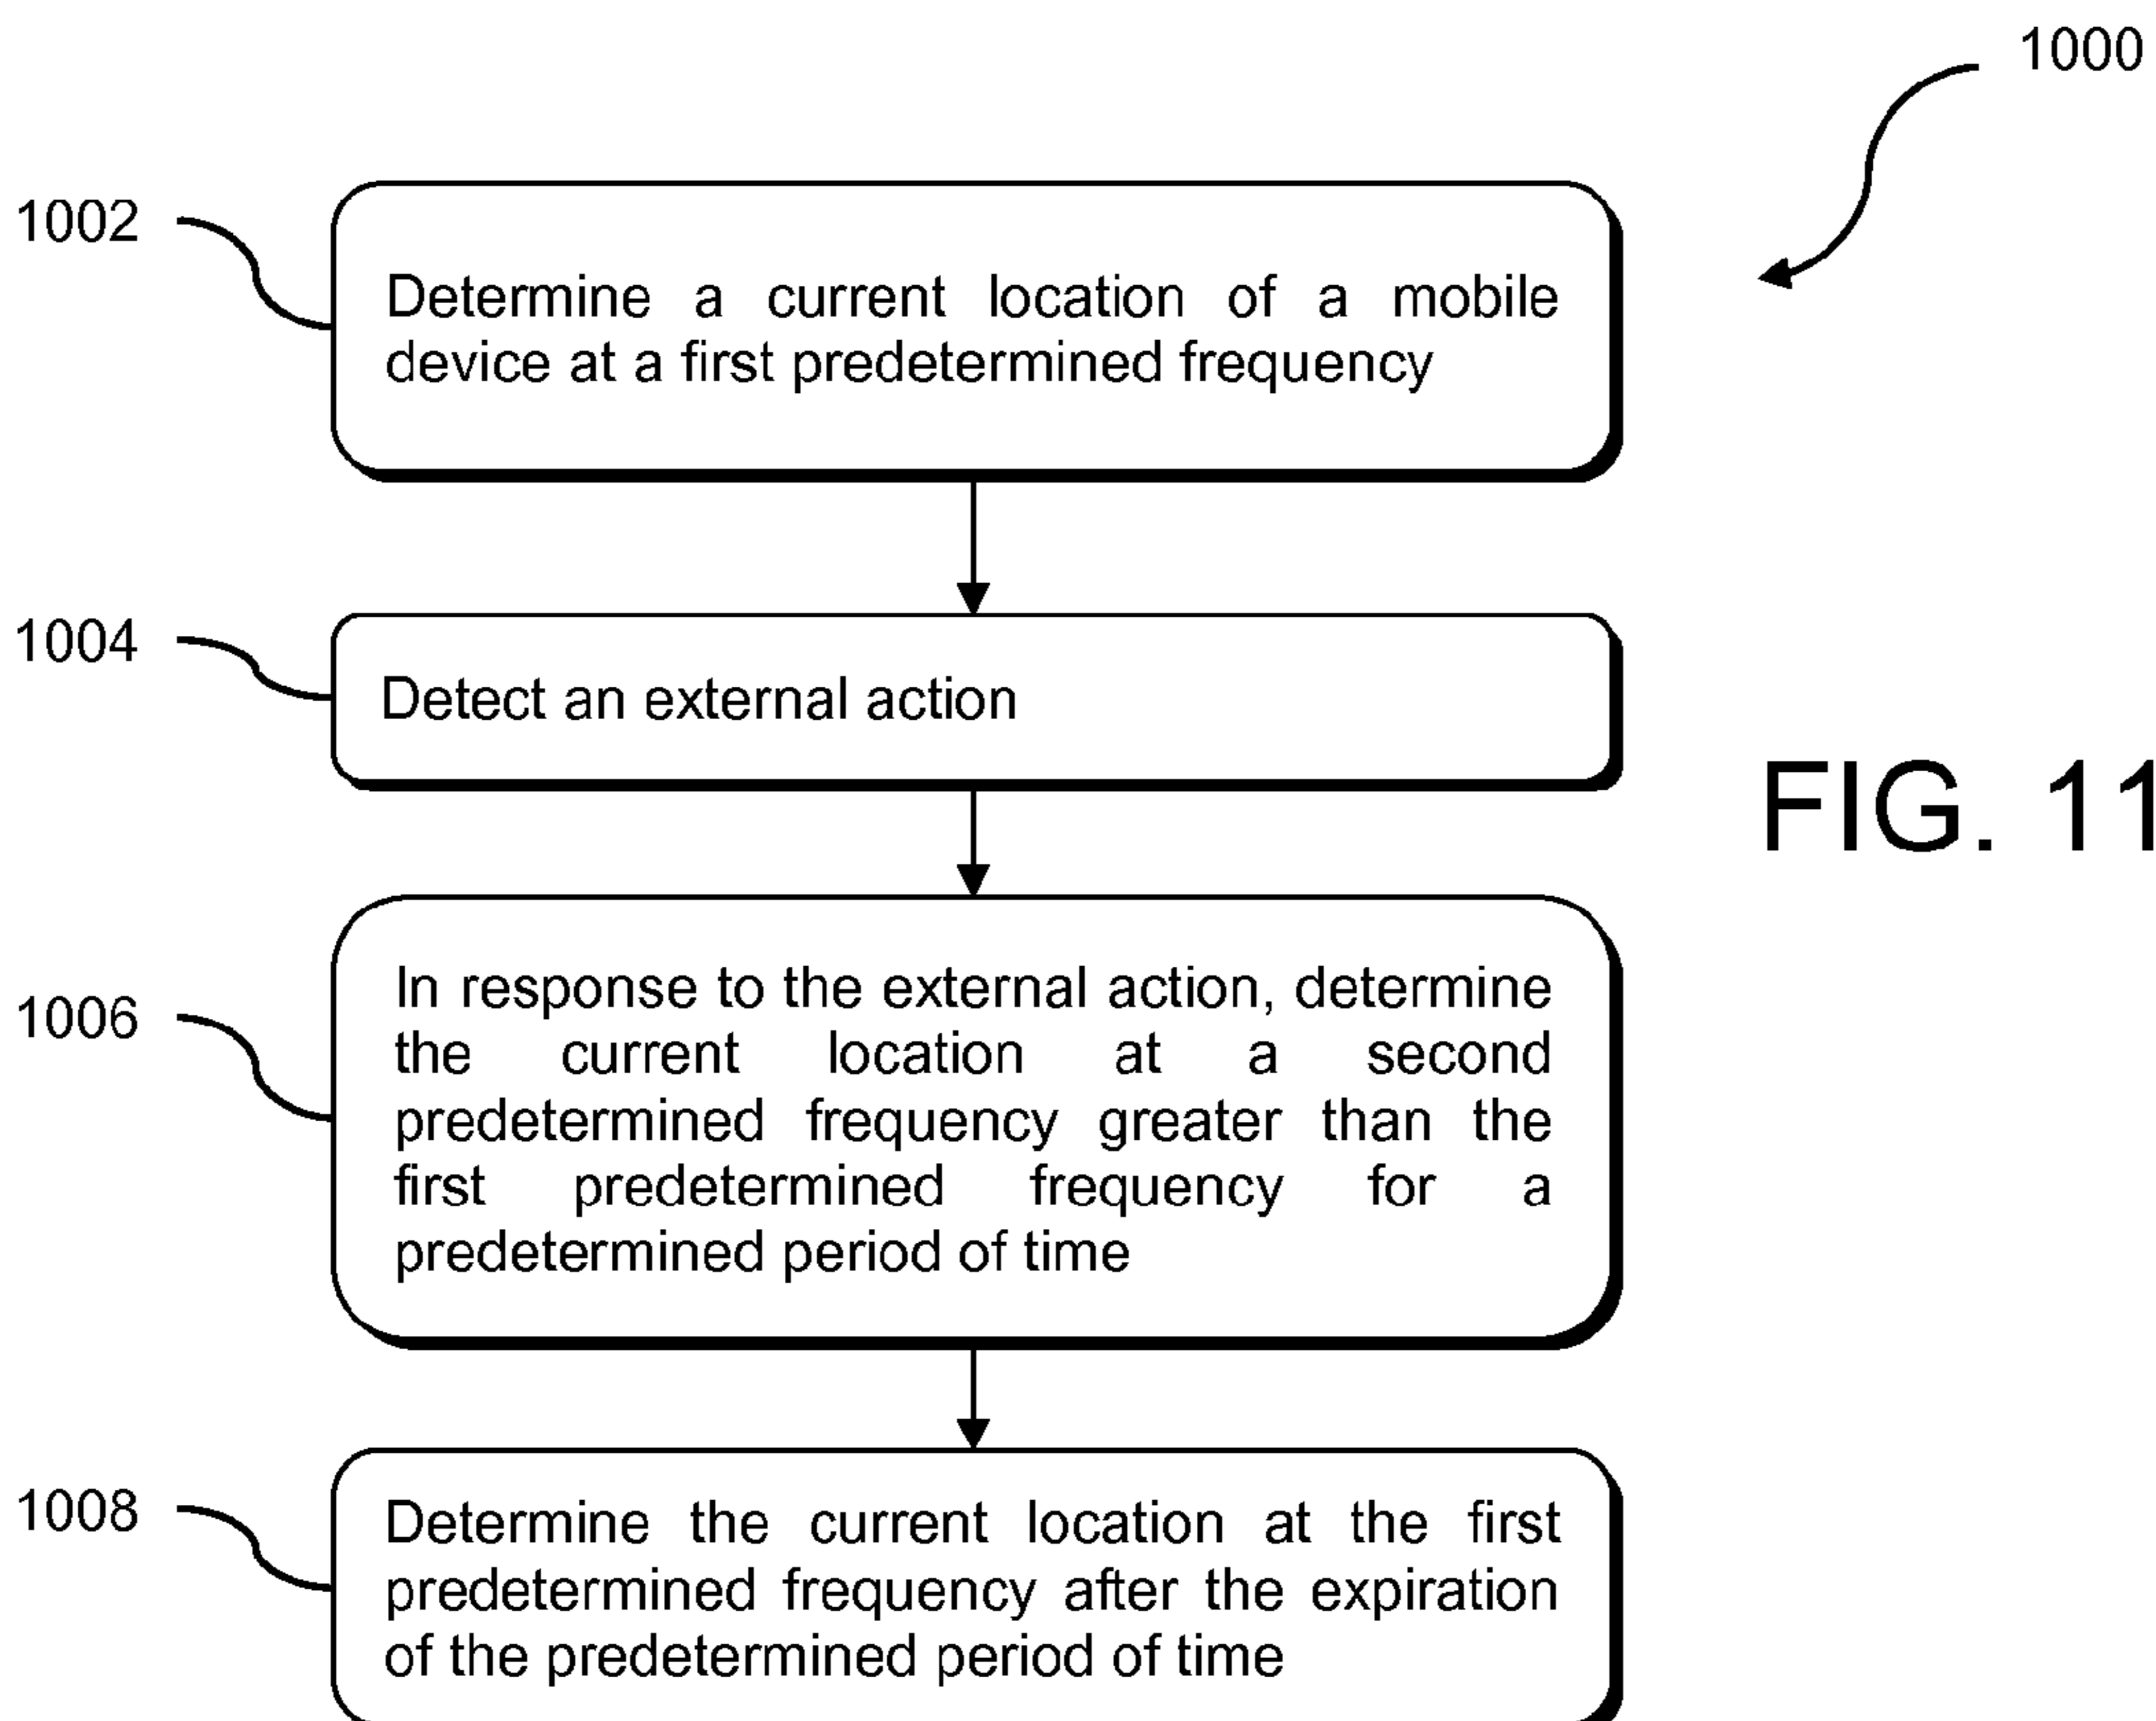 1000
1002
Determine a current location of a mobile
device at a first predetermined frequency
1004
Detect an external action
FIG. 11
1006
In response to the external action, determine
the current location at a second
predetermined frequency greater than the
first predetermined frequency for a
predetermined period of time
1008
Determine the current location at the first
predetermined frequency after the expiration
of the predetermined period of time